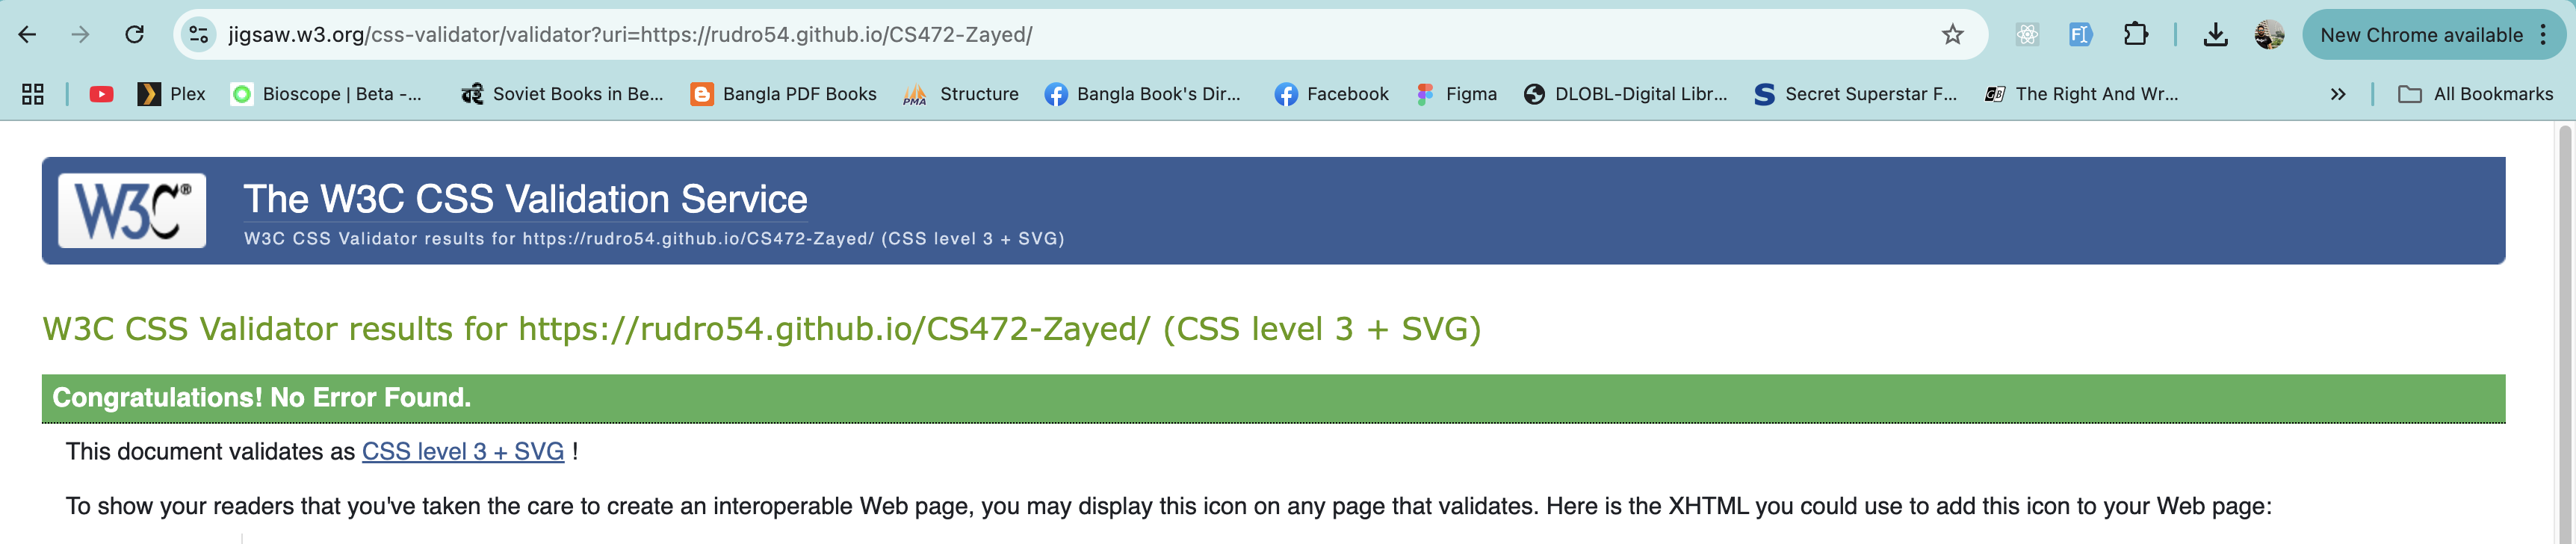 jigsaw.w3.org/css-validator/validator?uri=https://rudro54.github.io/CS472-Zayed/
New Chrome available
Plex Bioscope | Beta -... Soviet Books in Be... Bangla PDF Books PMA Structure Bangla Book's Dir... Facebook Figma DLOBL-Digital Libr... Secret Superstar F... GB The Right And Wr... » All Bookmarks
W3C® The W3C CSS Validation Service
W3C CSS Validator results for https://rudro54.github.io/CS472-Zayed/ (CSS level 3 + SVG)
W3C CSS Validator results for https://rudro54.github.io/CS472-Zayed/ (CSS level 3 + SVG)
Congratulations! No Error Found.
This document validates as CSS level 3 + SVG !
To show your readers that you've taken the care to create an interoperable Web page, you may display this icon on any page that validates. Here is the XHTML you could use to add this icon to your Web page: